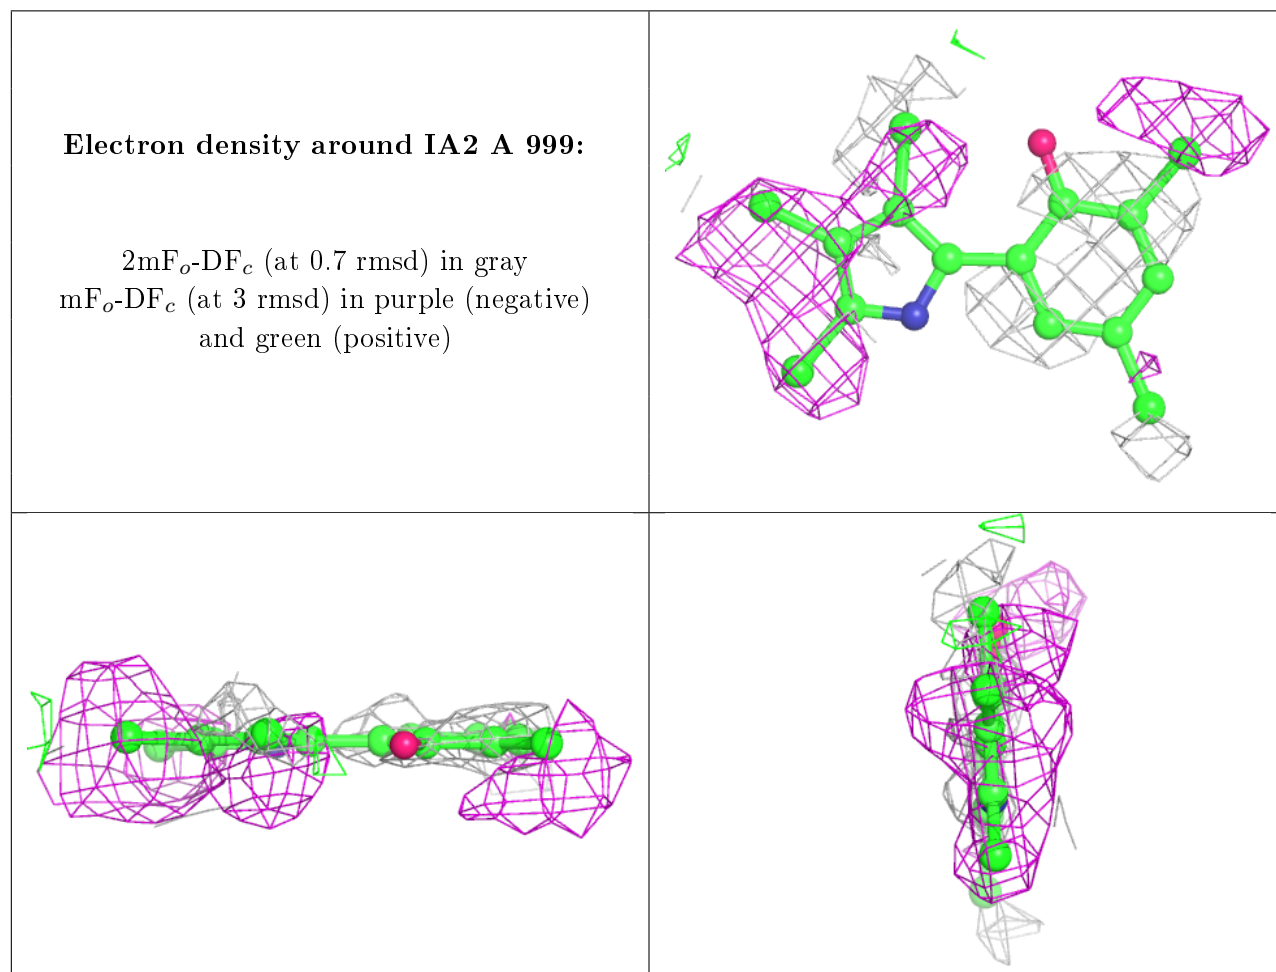 Electron density around IA2 A 999:
2mFo-DFc (at 0.7 rmsd) in gray
mFo-DFc (at 3 rmsd) in purple (negative)
and green (positive)